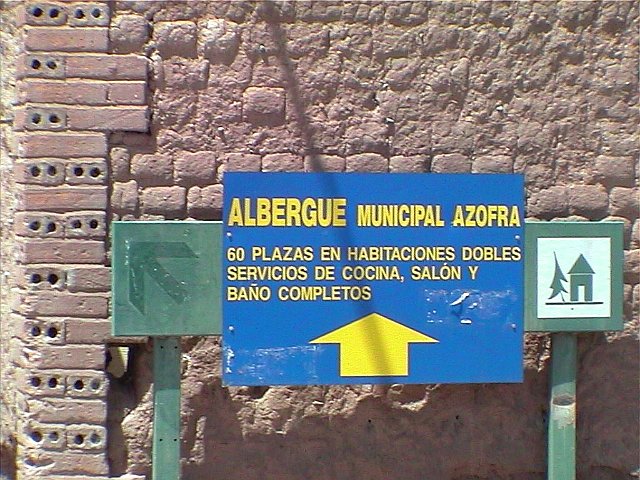 ALBERGUE MUNICIPAL AZOFRA
60 PLAZAS EN HABITACIONES DOBLES
SERVICIOS DE COCINA, SALÓN Y
BAÑO COMPLETOS